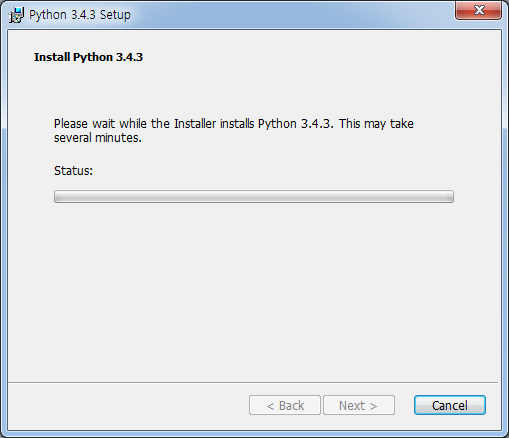 Python 3.4.3 Setup
Install Python 3.4.3
Please wait while the Installer installs Python 3.4.3. This may take
several minutes.
Status:
< Back
Next >
Cancel